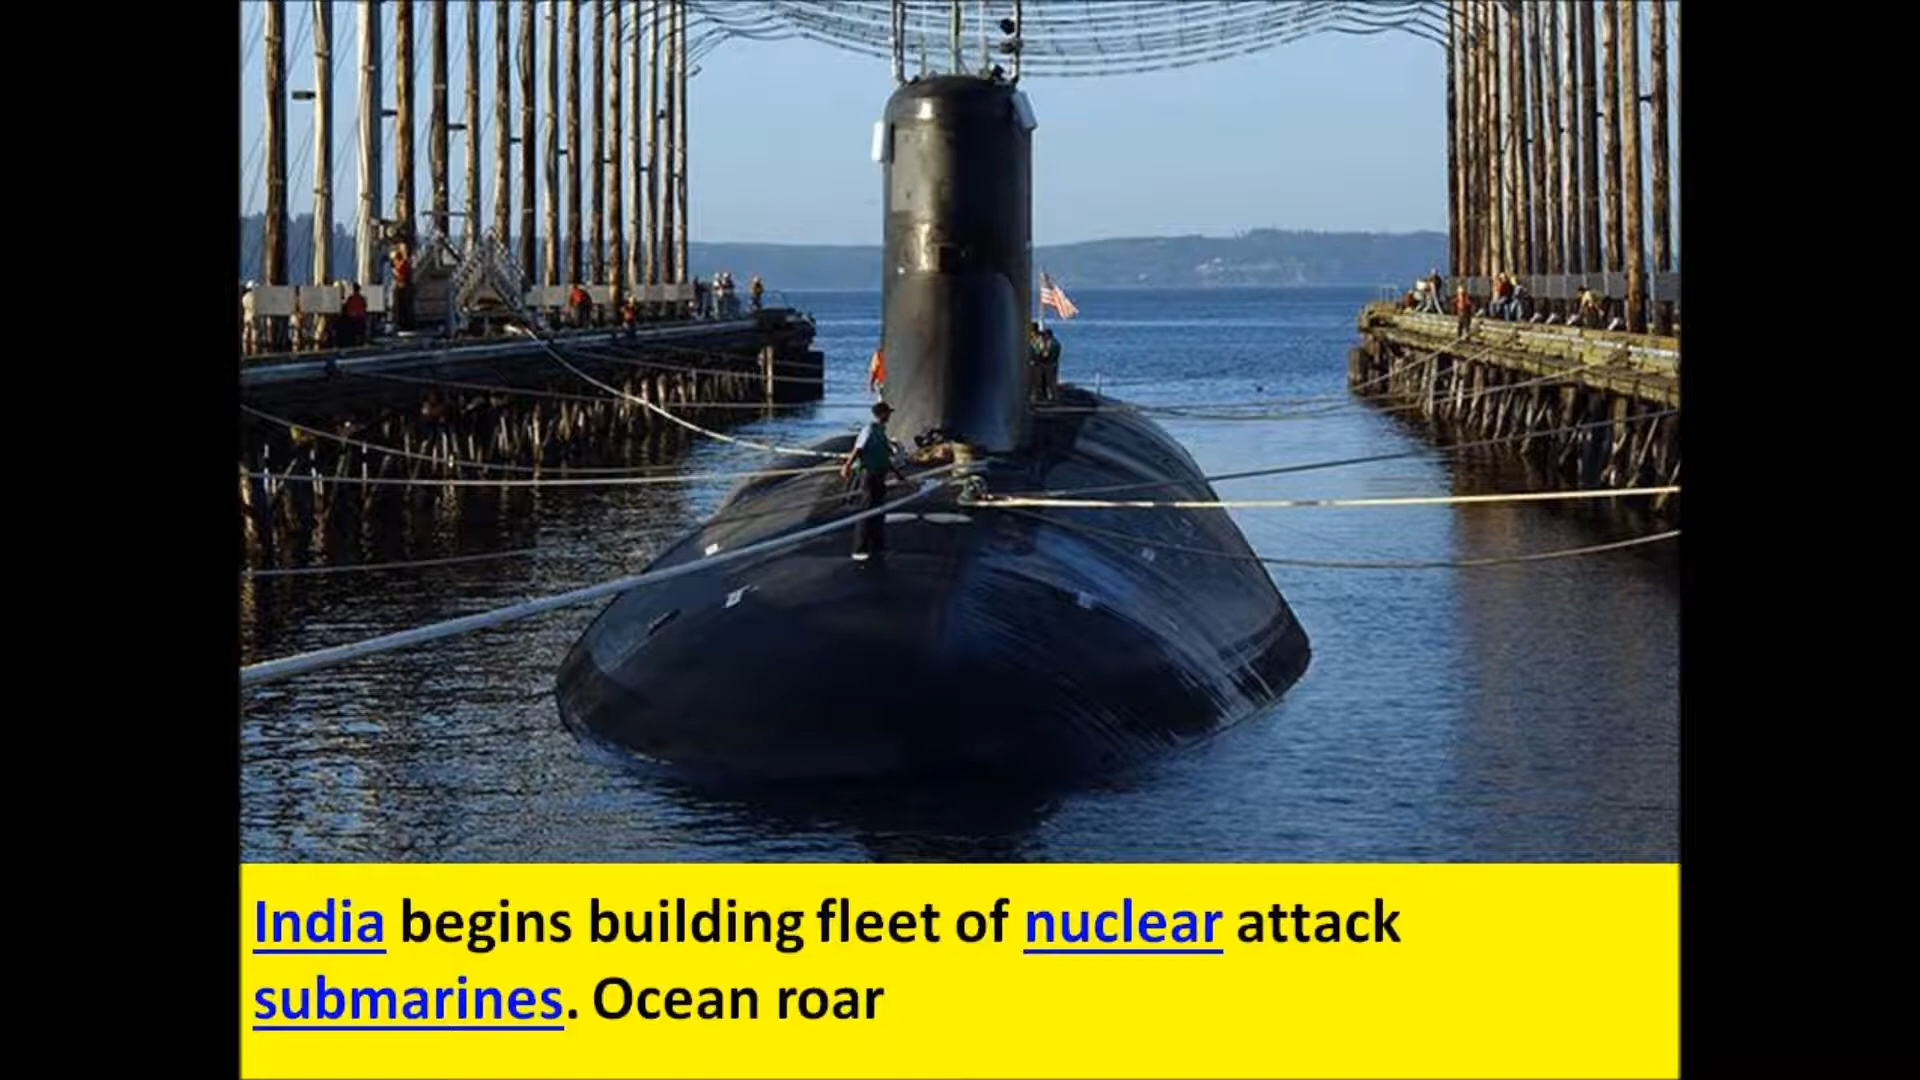 India begins building fleet of nuclear attack
submarines. Ocean roar